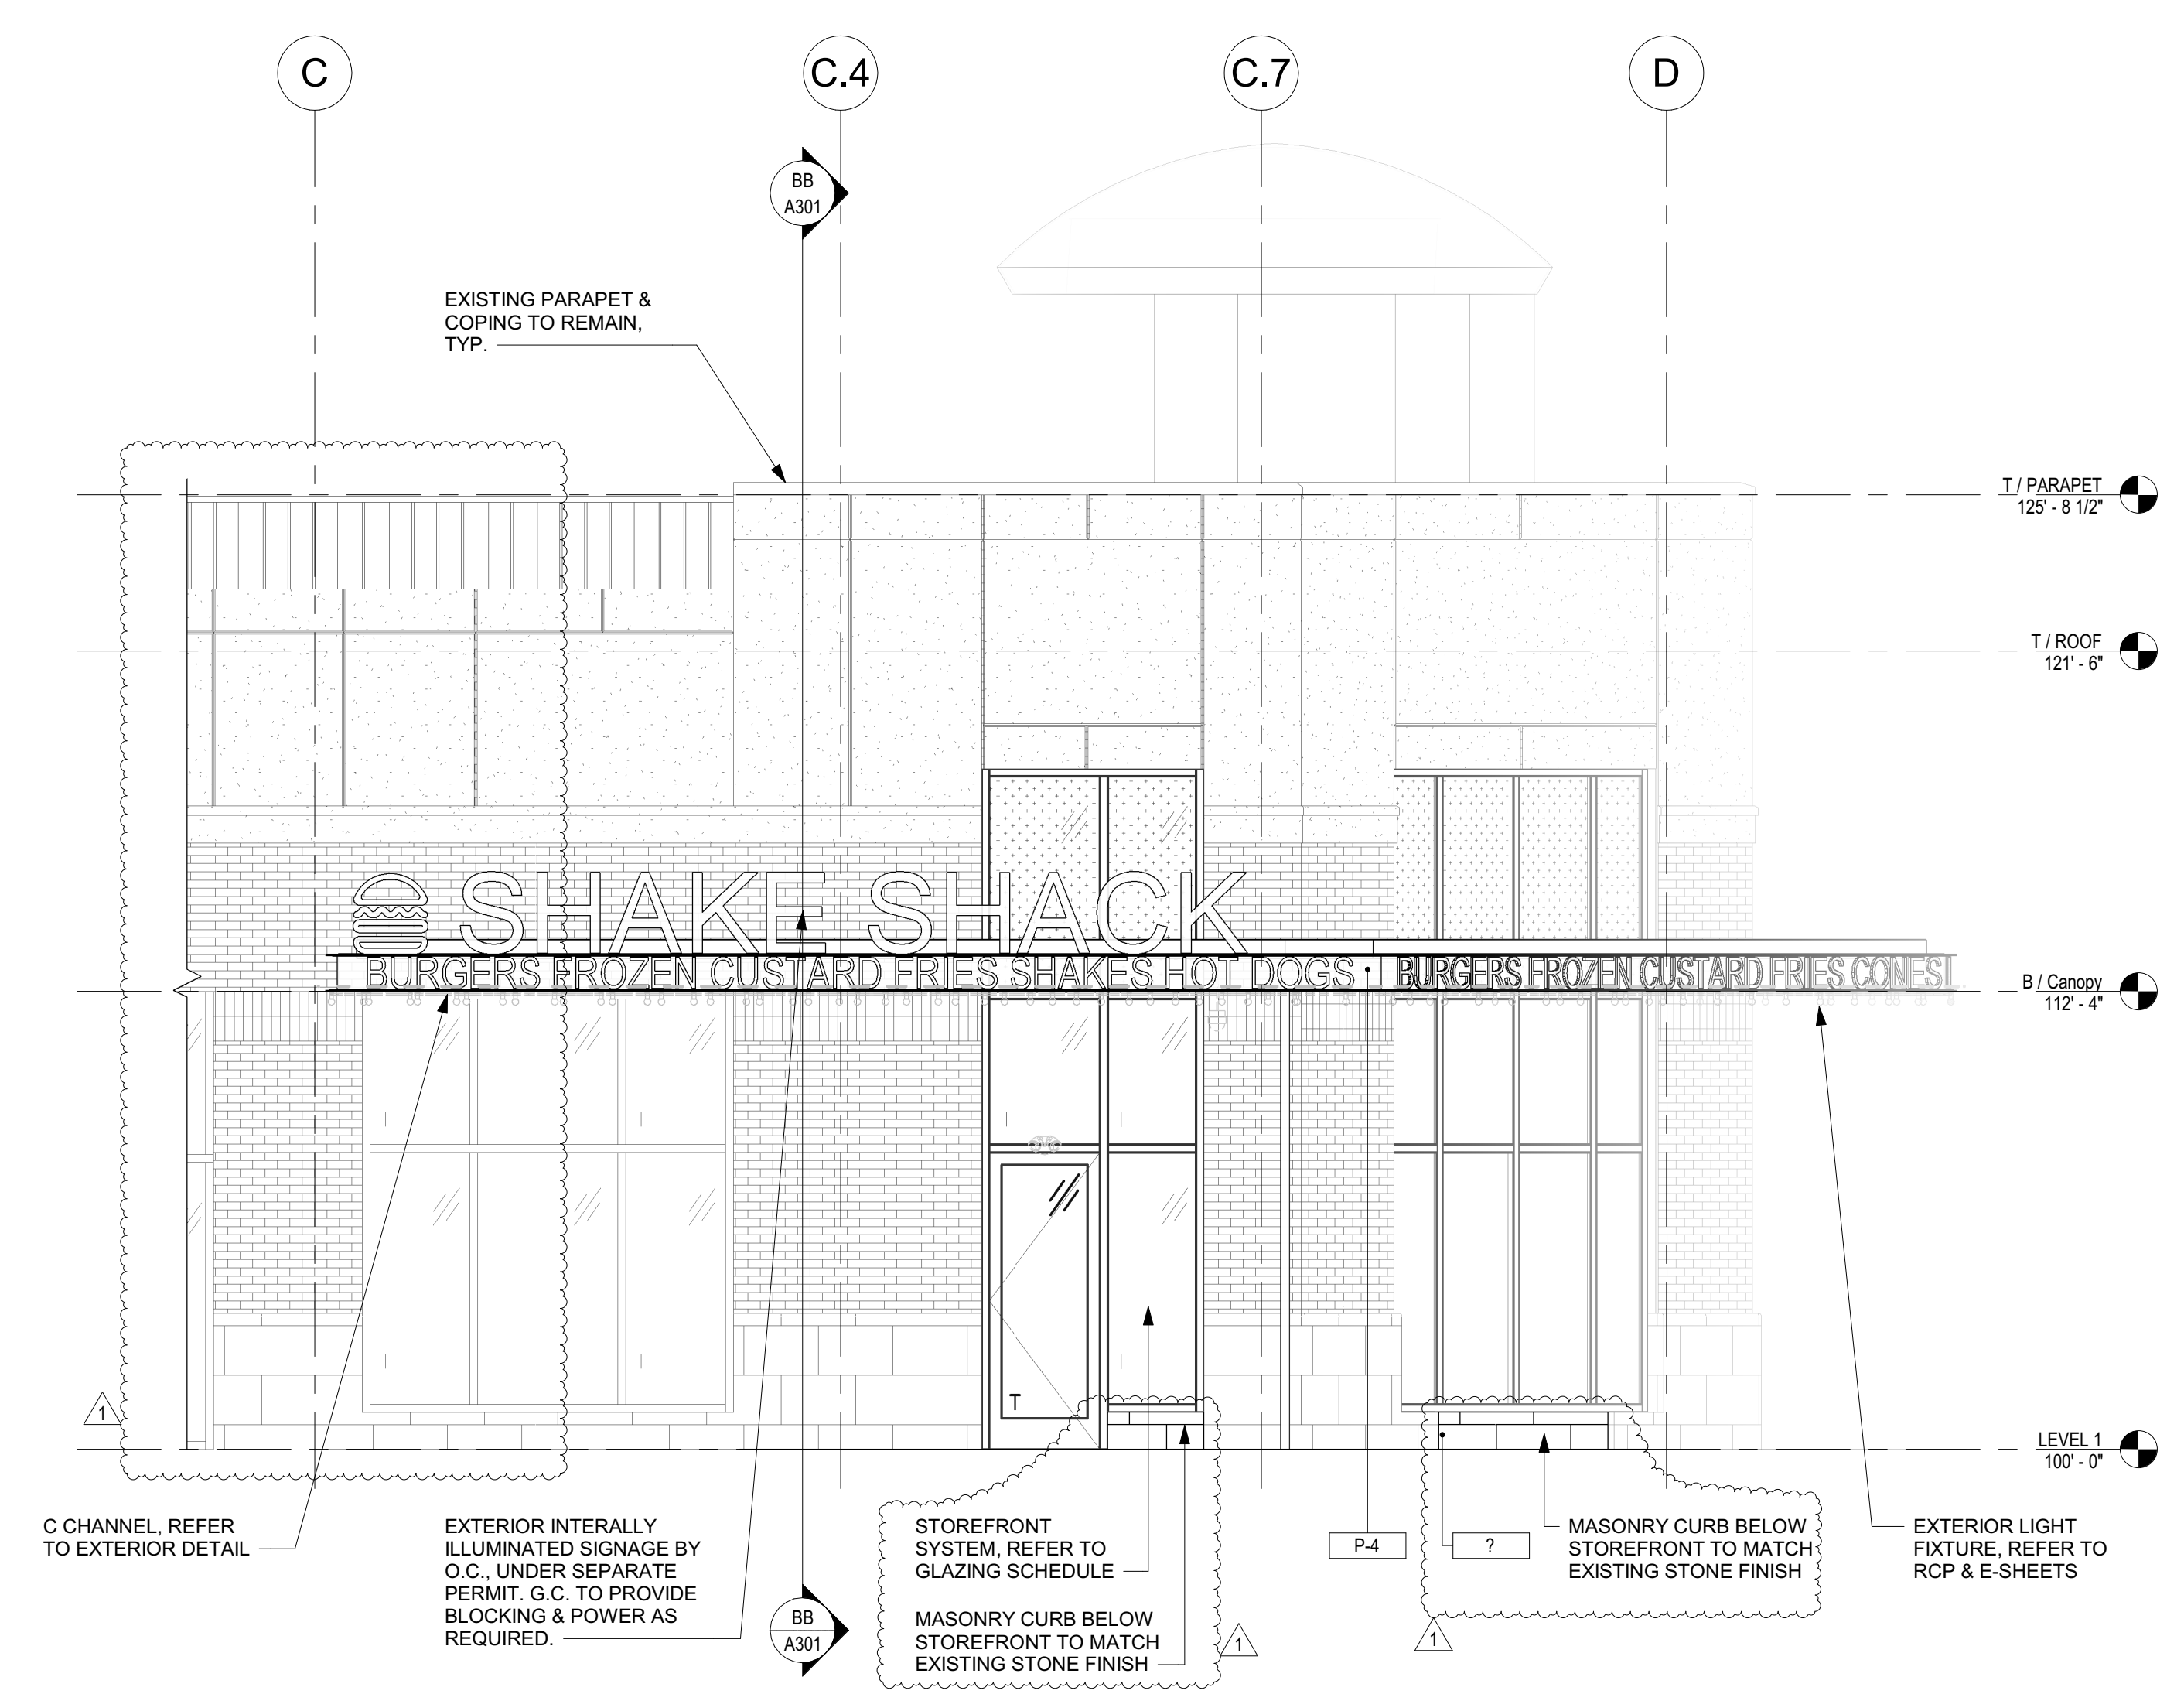 C
C.4
C.7
D
BB
A301
EXISTING PARAPET &
COPING TO REMAIN,
TYP.
T / PARAPET
125' - 8 1/2"
T / ROOF
121' - 6"
SHAKE SHACK
BURGERS FROZEN CUSTARD FRIES SHAKES HOT DOGS
BURGERS FROZEN CUSTARD FRIES
B / Canopy
112' - 4"
T
T
T
T
T
T
T
T
T
T
1
LEVEL 1
100' - 0"
C CHANNEL, REFER
TO EXTERIOR DETAIL
EXTERIOR INTERALLY
ILLUMINATED SIGNAGE BY
O.C., UNDER SEPARATE
PERMIT. G.C. TO PROVIDE
BLOCKING & POWER AS
REQUIRED.
BB
A301
STOREFRONT
SYSTEM, REFER TO
GLAZING SCHEDULE
MASONRY CURB BELOW
STOREFRONT TO MATCH
EXISTING STONE FINISH
1
P-4
?
1
MASONRY CURB BELOW
STOREFRONT TO MATCH
EXISTING STONE FINISH
EXTERIOR LIGHT
FIXTURE, REFER TO
RCP & E-SHEETS